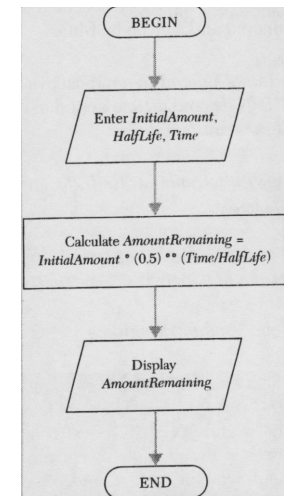 BEGIN
Enter InitialAmount,
HalfLife, Time
Calculate AmountRemaining =
InitialAmount * (0.5) ** (Time/HalfLife)
Display
AmountRemaining
END